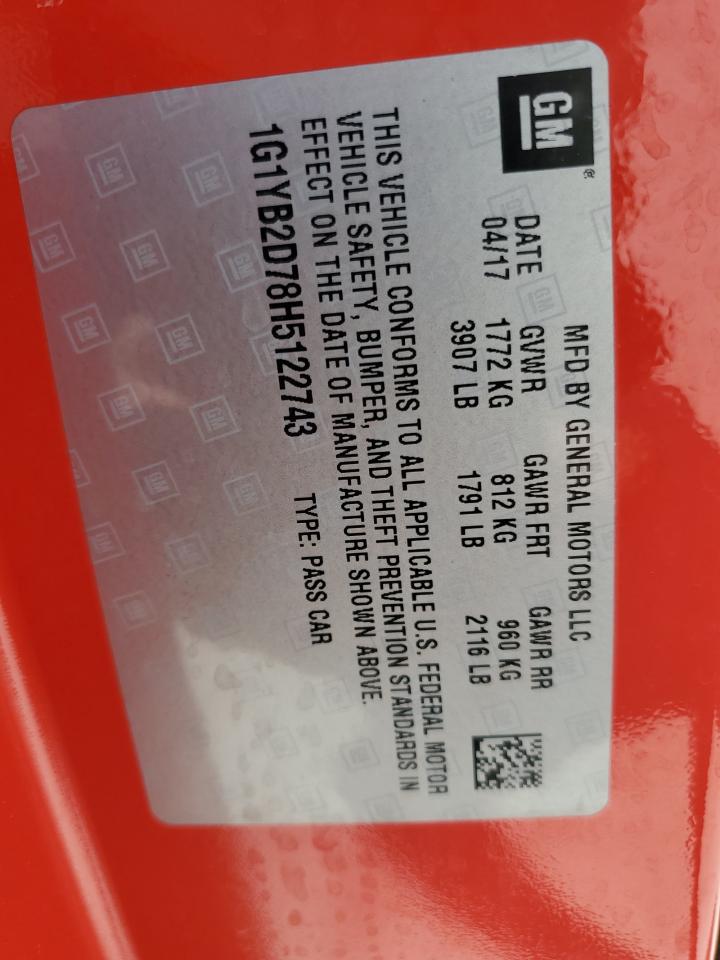 GM
MFD BY GENERAL MOTORS LLC
DATE GVWR GAWR FRT GAWR RR
04/17 1772 KG 812 KG 960 KG
3907 LB 1791 LB 2116 LB
THIS VEHICLE CONFORMS TO ALL APPLICABLE U.S. FEDERAL MOTOR
VEHICLE SAFETY, BUMPER, AND THEFT PREVENTION STANDARDS IN
EFFECT ON THE DATE OF MANUFACTURE SHOWN ABOVE.
1G1YB2D78H5122743 TYPE: PASS CAR